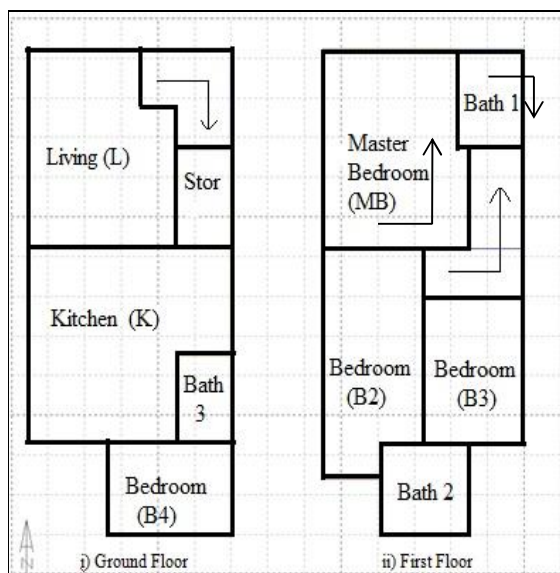 Living (L)
Stor
Kitchen (K)
Bath
3
Bedroom
(B4)
N
i) Ground Floor
Bath 1
Master
Bedroom
(MB)
Bedroom
(B2)
Bedroom
(B3)
Bath 2
ii) First Floor